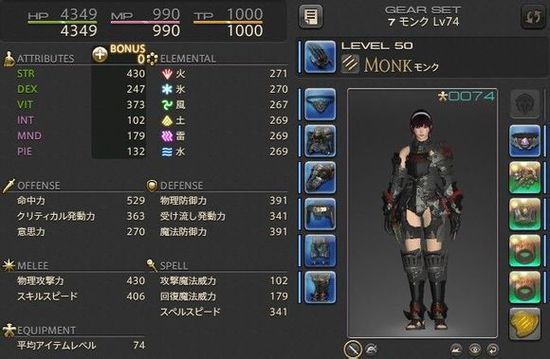 HP 4349 MP 990 TP 1000
4349 990 1000
ATTRIBUTES BONUS 0 ELEMENTAL
STR 430 火 271
DEX 247 氷 270
VIT 373 風 267
INT 102 土 269
MND 179 雷 269
PIE 132 水 269
OFFENSE DEFENSE
命中力 529 物理防御力 391
クリティカル発動力 363 受け流し発動力 341
意思力 270 魔法防御力 391
MELEE SPELL
物理攻撃力 430 攻撃魔法威力 102
スキルスピード 406 回復魔法威力 179
スペルスピード 341
EQUIPMENT
平均アイテムレベル 74
GEAR SET
7 モンク Lv74
LEVEL 50
MONK モンク
0074